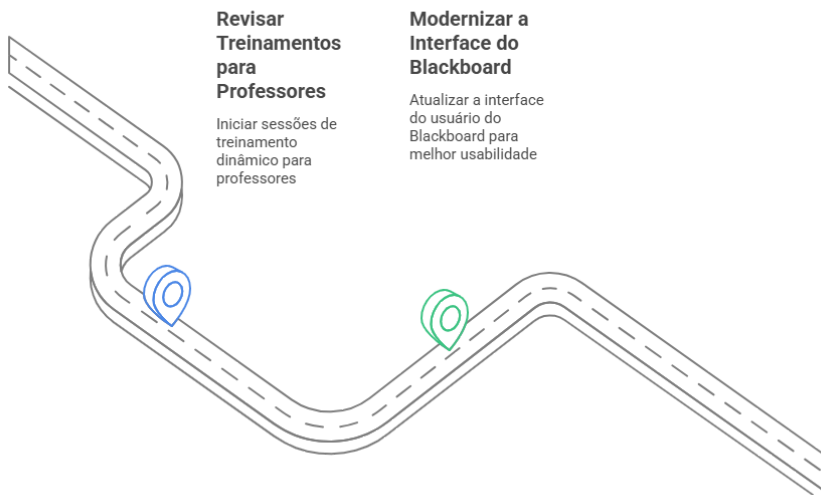 Revisar
Treinamentos
para
Professores
Iniciar sessões de
treinamento
dinâmico para
professores
Modernizar a
Interface do
Blackboard
Atualizar a interface
do usuário do
Blackboard para
melhor usabilidade